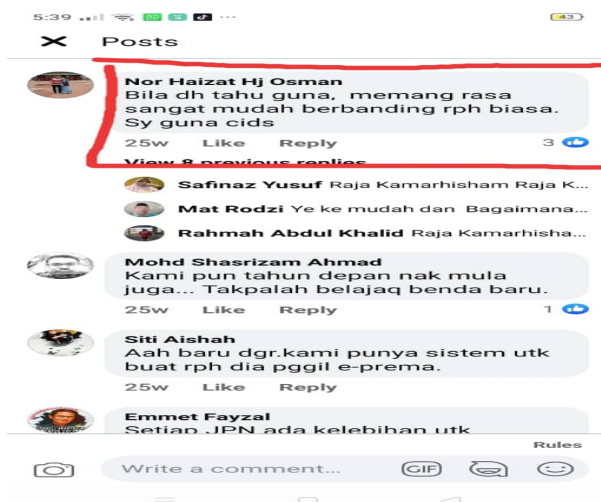 5:39
43
Posts
Nor Haizat Hj Osman
Bila dh tahu guna, memang rasa
sangat mudah berbanding rph biasa.
Sy guna cids
25w Like Reply 3
View 8 previous replies
Safinaz Yusuf Raja Kamarhisham Raja K...
Mat Rodzi Ye ke mudah dan Bagaimana...
Rahmah Abdul Khalid Raja Kamarhisha...
Mohd Shasrizam Ahmad
Kami pun tahun depan nak mula
juga... Takpalah belajaq benda baru.
25w Like Reply 1
Siti Aishah
Aah baru dgr.kami punya sistem utk
buat rph dia pggil e-prema.
25w Like Reply
Emmet Fayzal
Setiap JPN ada kelebihan utk
Rules
Write a comment...
GIF